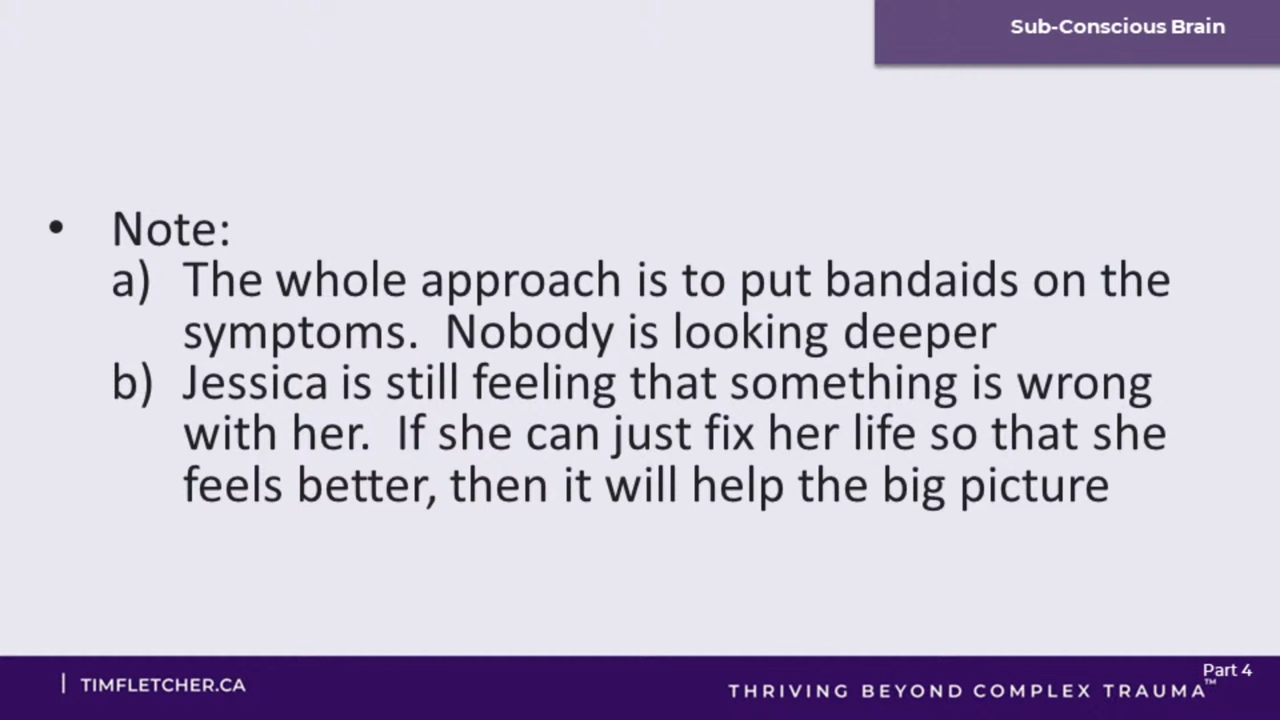 Sub-Conscious Brain
• Note:
a) The whole approach is to put bandaids on the
symptoms.  Nobody is looking deeper
b) Jessica is still feeling that something is wrong
with her.  If she can just fix her life so that she
feels better, then it will help the big picture
| TIMFLETCHER.CA
Part 4
THRIVING BEYOND COMPLEX TRAUMA™